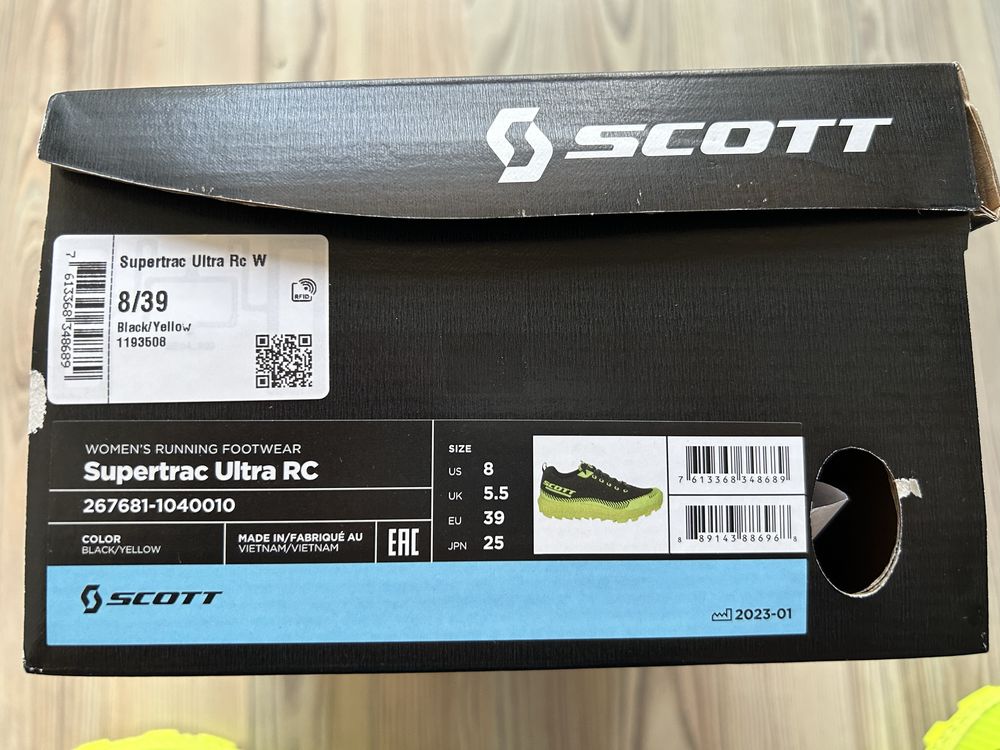 SCOTT
Supertrac Ultra Rc W
8/39
Black/Yellow
1193508
RFID
7 613368 348689
WOMEN'S RUNNING FOOTWEAR
Supertrac Ultra RC
267681-1040010
COLOR
BLACK/YELLOW
MADE IN/FABRIQUÉ AU
VIETNAM/VIETNAM
EAC
SIZE
US 8
UK 5.5
EU 39
JPN 25
SCOTT
7 613368 348689
8 89143 88696 8
SCOTT
2023-01